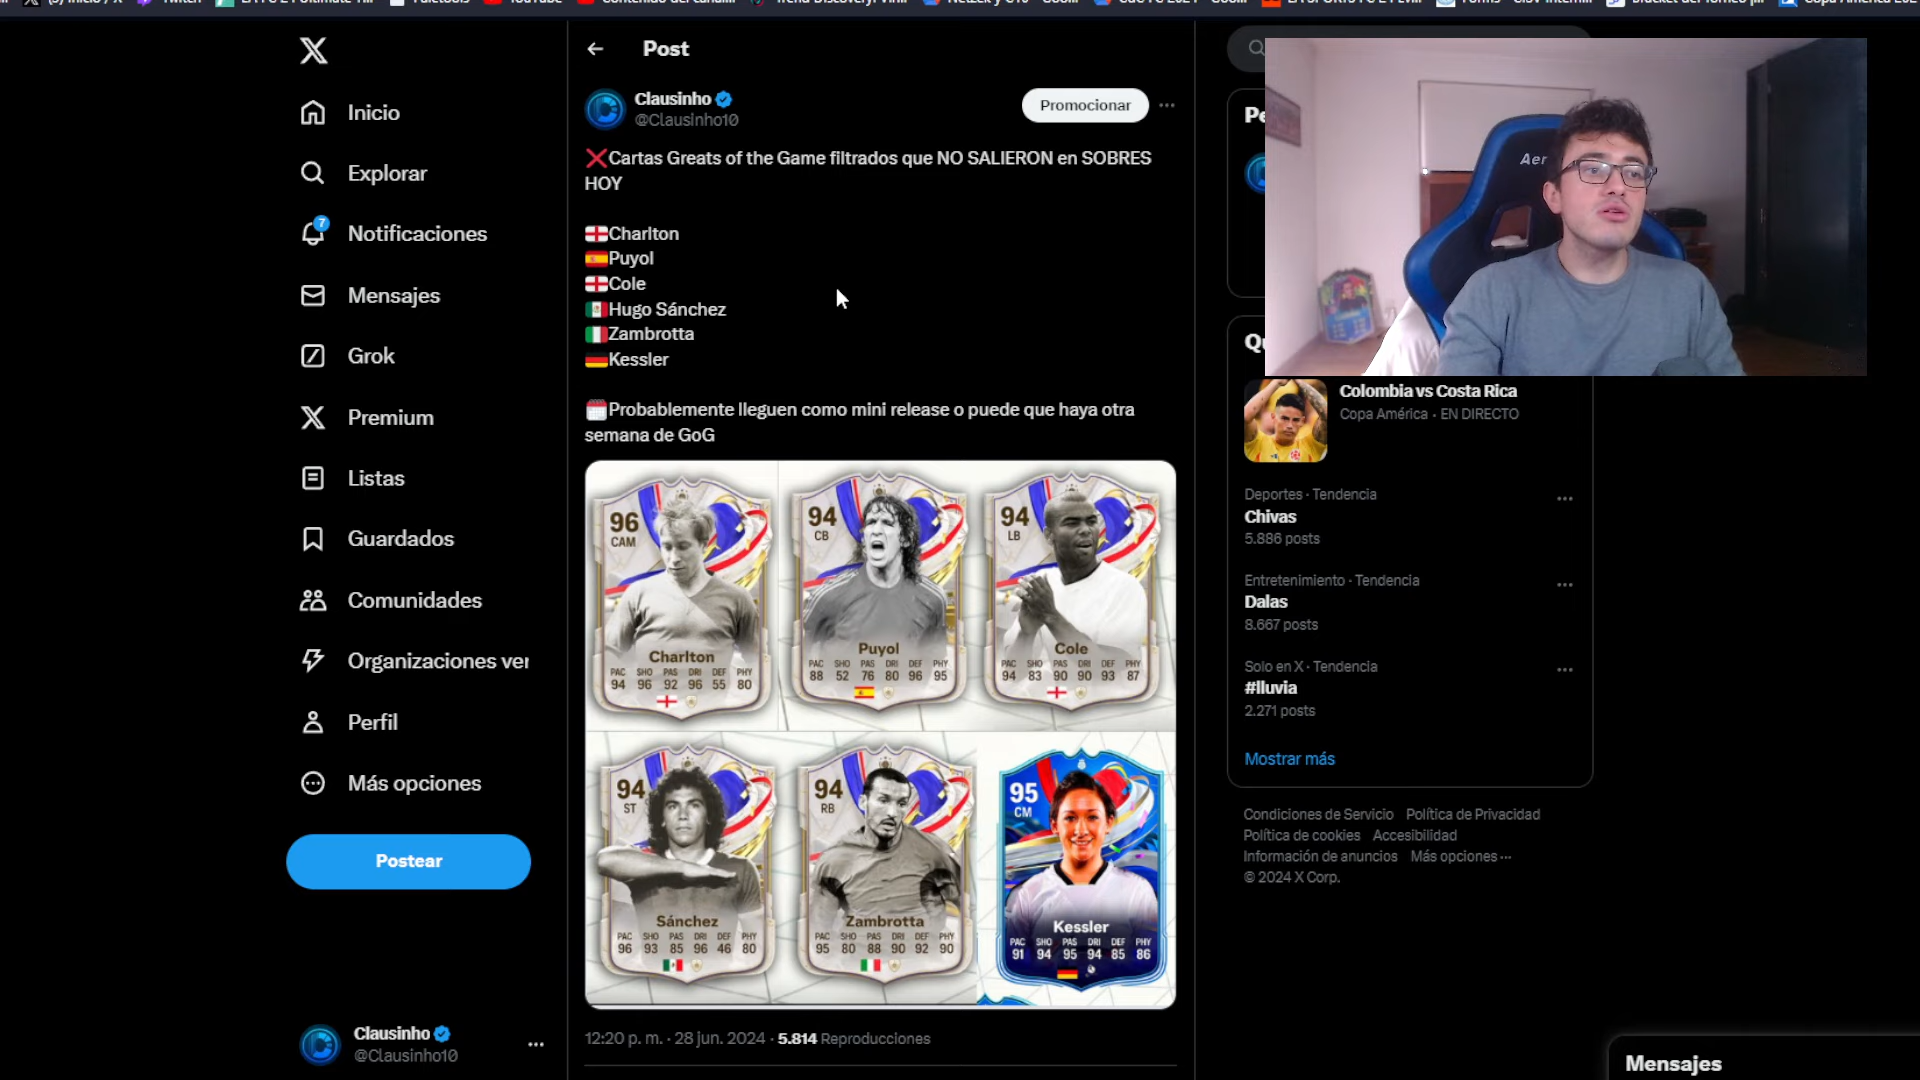 Inicio
Explorar
7
Notificaciones
Mensajes
Grok
Premium
Listas
Guardados
Comunidades
Organizaciones ver
Perfil
Más opciones
Postear
Clausinho
@Clausinho10
Post
Clausinho
@Clausinho10
Promocionar
❌Cartas Greats of the Game filtrados que NO SALIERON en SOBRES
HOY
Charlton
Puyol
Cole
Hugo Sánchez
Zambrotta
Kessler
Probablemente lleguen como mini release o puede que haya otra
semana de GoG
96
CAM
Charlton
PAC SHO PAS DRI DEF PHY
94 96 92 96 55 80
94
CB
Puyol
PAC SHO PAS DRI DEF PHY
88 52 76 80 96 95
94
LB
Cole
PAC SHO PAS DRI DEF PHY
94 83 90 90 93 87
94
ST
Sánchez
PAC SHO PAS DRI DEF PHY
96 93 85 96 46 80
94
RB
Zambrotta
PAC SHO PAS DRI DEF PHY
95 80 88 90 92 90
95
CM
Kessler
PAC SHO PAS DRI DEF PHY
91 94 95 94 85 86
12:20 p. m. · 28 jun. 2024 · 5.814 Reproducciones
Aer
Colombia vs Costa Rica
Copa América · EN DIRECTO
Deportes · Tendencia
Chivas
5.886 posts
Entretenimiento · Tendencia
Dalas
8.667 posts
Solo en X · Tendencia
#lluvia
2.271 posts
Mostrar más
Condiciones de Servicio Política de Privacidad
Política de cookies Accesibilidad
Información de anuncios Más opciones ···
© 2024 X Corp.
Mensajes